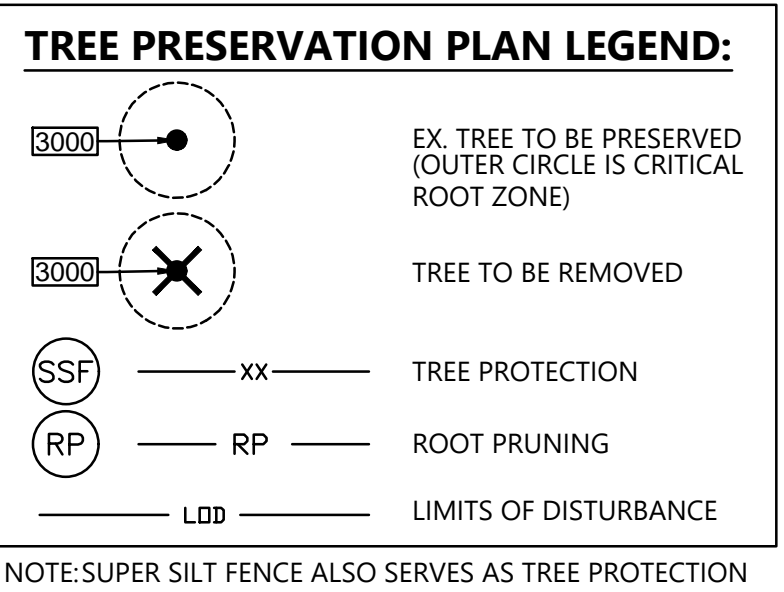 TREE PRESERVATION PLAN LEGEND:
3000
EX. TREE TO BE PRESERVED
(OUTER CIRCLE IS CRITICAL
ROOT ZONE)
3000
TREE TO BE REMOVED
SSF XX TREE PROTECTION
RP RP ROOT PRUNING
LOD LIMITS OF DISTURBANCE
NOTE: SUPER SILT FENCE ALSO SERVES AS TREE PROTECTION